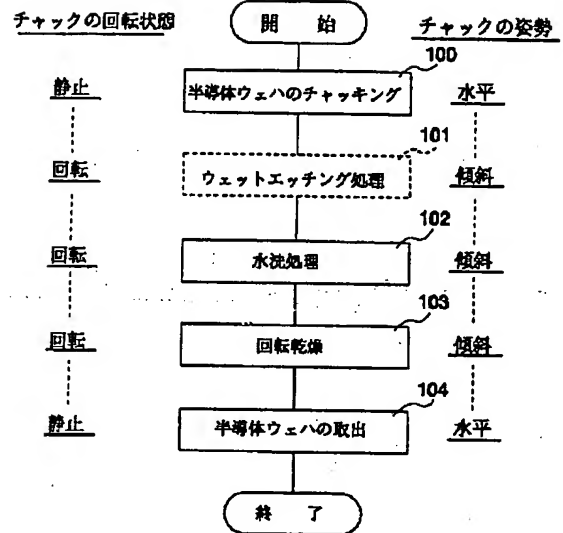 チャックの回転状態
開 始
チャックの姿勢
100
静止
半導体ウェハのチャッキング
水平
101
回転
ウェットエッチング処理
傾斜
102
回転
水洗処理
傾斜
103
回転
回転乾燥
傾斜
104
静止
半導体ウェハの取出
水平
終 了